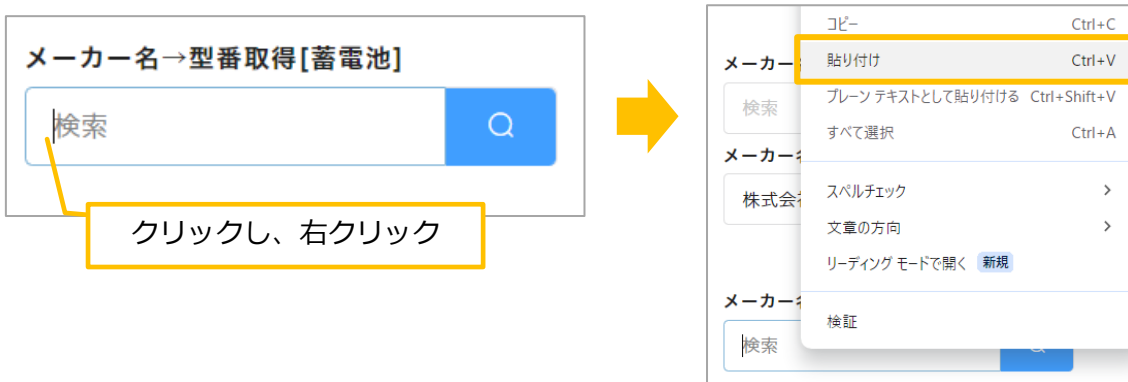 メーカー名→型番取得[蓄電池]
検索
クリックし、右クリック
コピー Ctrl+C
メーカー
貼り付け Ctrl+V
検索
プレーン テキストとして貼り付ける Ctrl+Shift+V
すべて選択 Ctrl+A
メーカー
株式会
スペルチェック
文章の方向
リーディング モードで開く 新規
メーカー
検証
検索